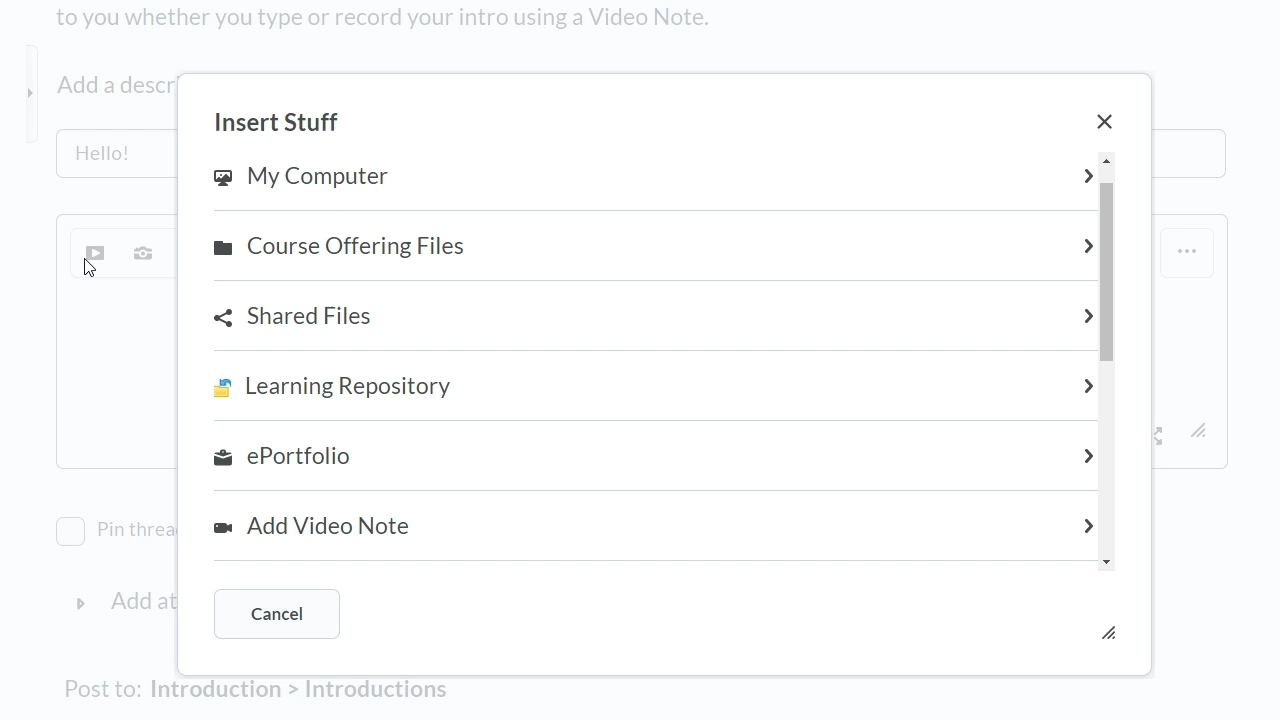 to you whether you type or record your intro using a Video Note.
Add a descr
Insert Stuff
Hello!
My Computer
Course Offering Files
Shared Files
Learning Repository
ePortfolio
Add Video Note
Pin threa
Add at
Cancel
Post to: Introduction > Introductions